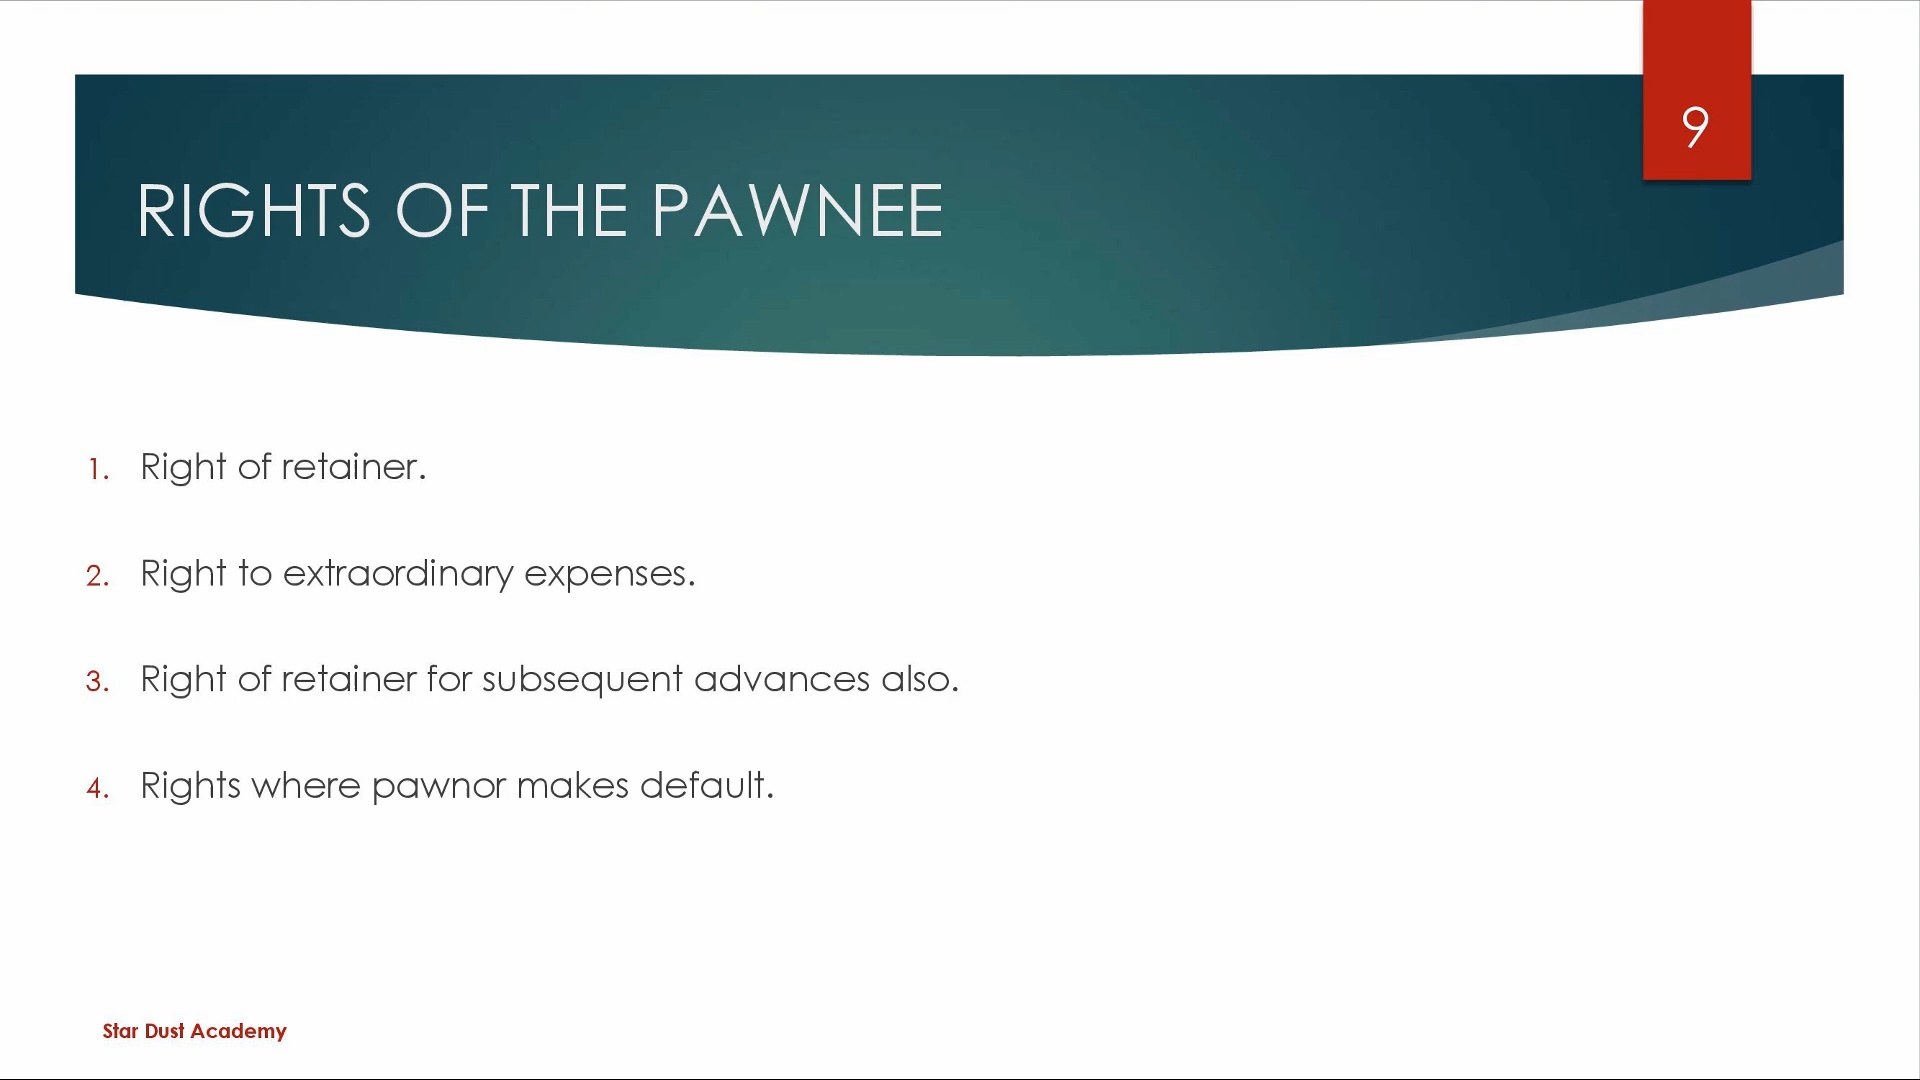 9
RIGHTS OF THE PAWNEE
1. Right of retainer.
2. Right to extraordinary expenses.
3. Right of retainer for subsequent advances also.
4. Rights where pawnor makes default.
Star Dust Academy